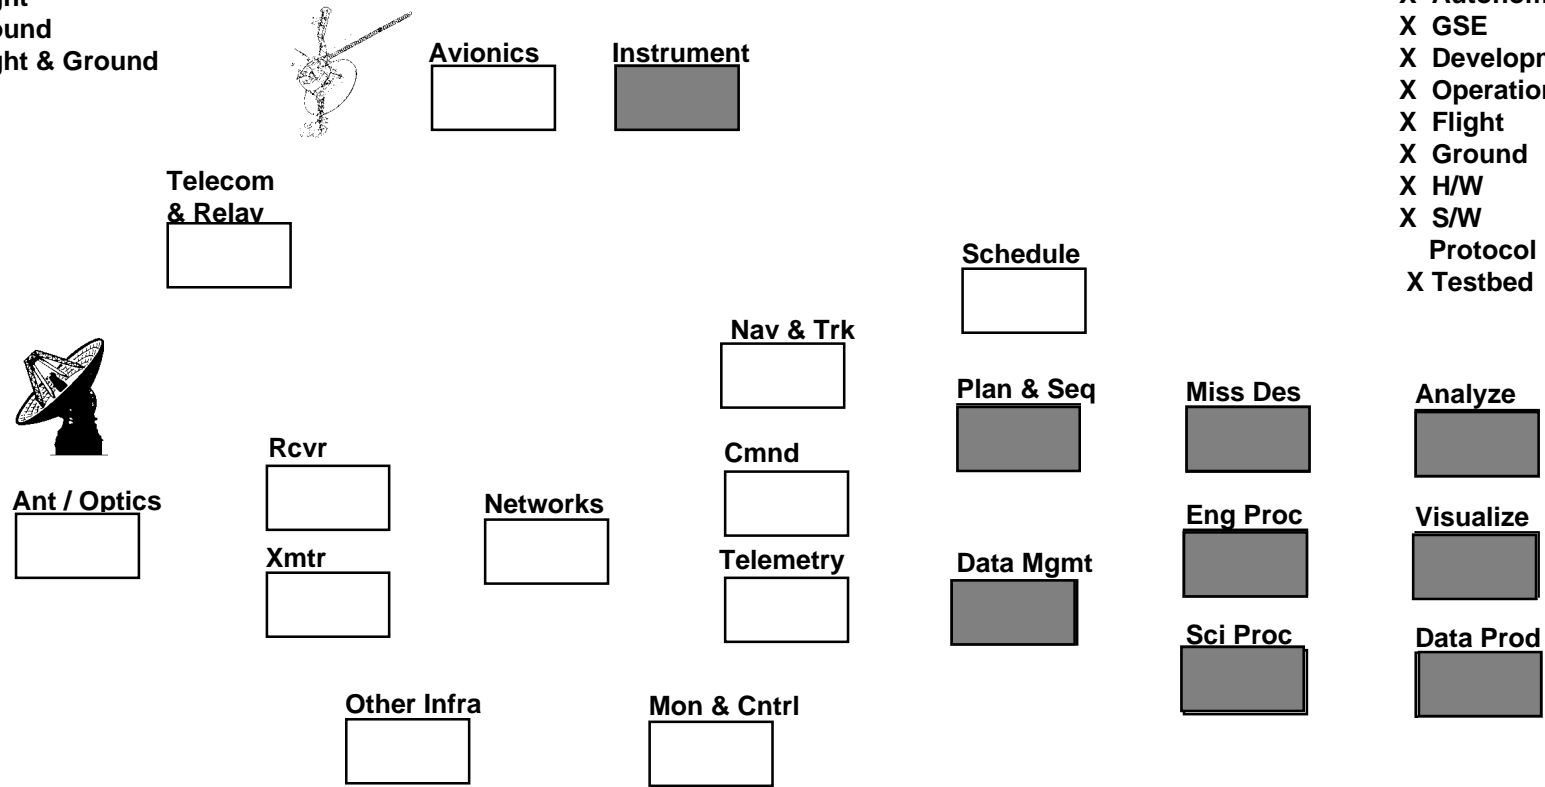 ght
ound
ght & Ground
Avionics
Instrument
X Autonom
X GSE
X Developm
X Operation
X Flight
X Ground
X H/W
X S/W
Protocol
X Testbed
Telecom
& Relay
Schedule
Nav & Trk
Plan & Seq
Miss Des
Analyze
Rcvr
Cmnd
Ant / Optics
Networks
Eng Proc
Visualize
Xmtr
Telemetry
Data Mgmt
Sci Proc
Data Prod
Other Infra
Mon & Cntrl